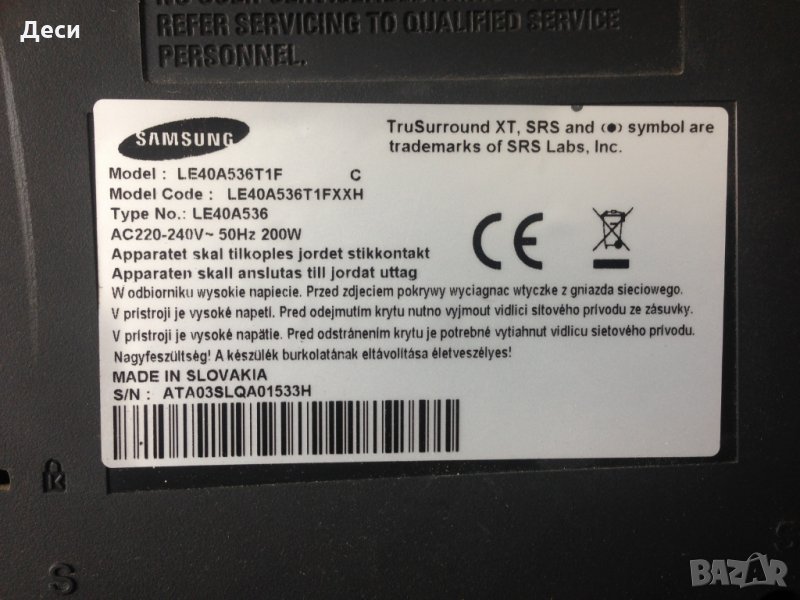 Деси
REFER SERVICING TO QUALIFIED SERVICE
PERSONNEL.
SAMSUNG
TruSurround XT, SRS and (●) symbol are
trademarks of SRS Labs, Inc.
Model : LE40A536T1F C
Model Code : LE40A536T1FXXH
Type No.: LE40A536
AC220-240V~ 50Hz 200W
Apparatet skal tilkoples jordet stikkontakt
Apparaten skall anslutas till jordat uttag
W odbiorniku wysokie napiecie. Przed zdjeciem pokrywy wyciagnac wtyczke z gniazda sieciowego.
V prístroji je vysoké napetí. Pred odejmutím krytu nutno vyjmout vidlici síťového prívodu ze zásuvky.
V prístroji je vysoké napätie. Pred odstránením krytu je potrebné vytiahnut vidlicu sietového prívodu.
Nagyfeszültség! A készülék burkolatának eltávolítása életveszélyes!
MADE IN SLOVAKIA
S/N : ATA03SLQA01533H
S
BAZAR